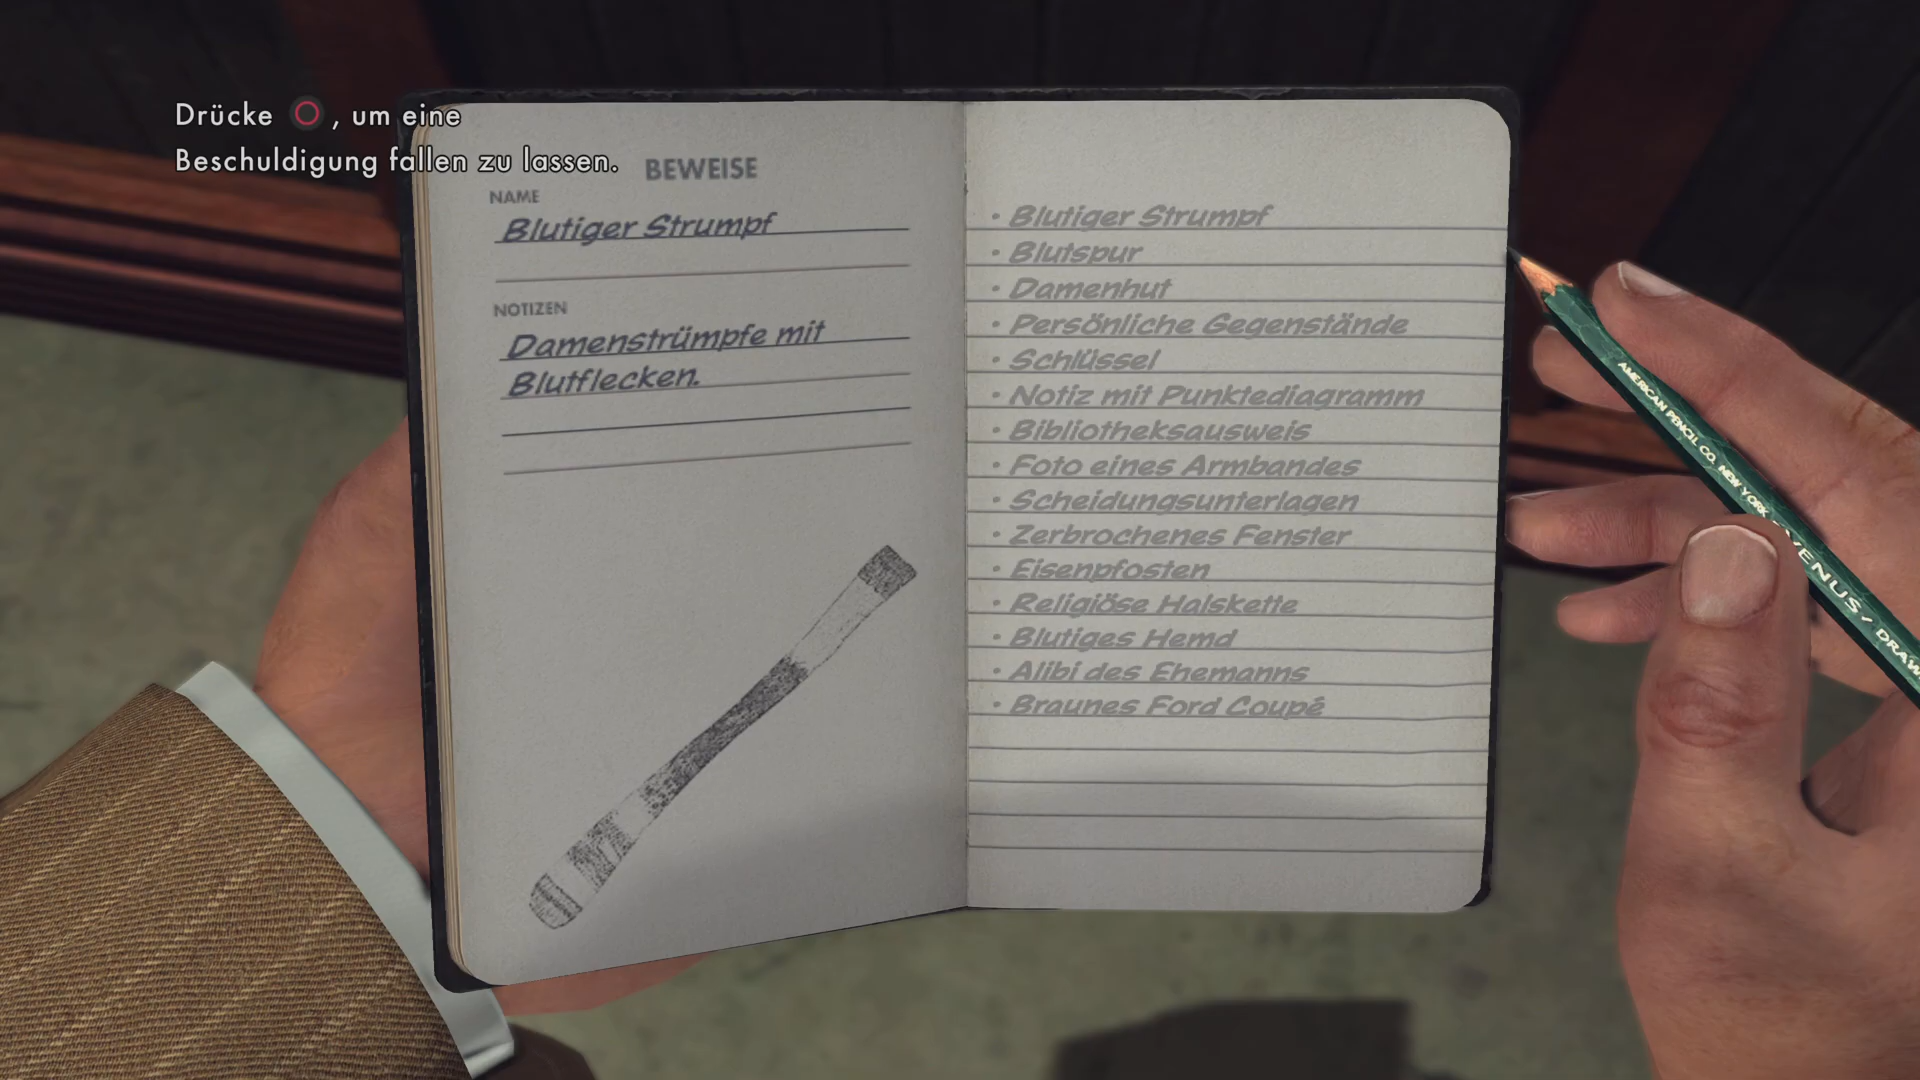 Drücke , um eine
Beschuldigung fallen zu lassen.
BEWEISE
NAME
Blutiger Strumpf
NOTIZEN
Damenstrümpfe mit
Blutflecken.
• Blutiger Strumpf
• Blutspur
• Damenhut
• Persönliche Gegenstände
• Schlüssel
• Notiz mit Punktediagramm
• Bibliotheksausweis
• Foto eines Armbandes
• Scheidungsunterlagen
• Zerbrochenes Fenster
• Eisenpfosten
• Religiöse Halskette
• Blutiges Hemd
• Alibi des Ehemanns
• Braunes Ford Coupé
AMERICAN PENCIL CO. NEW YORK VENUS